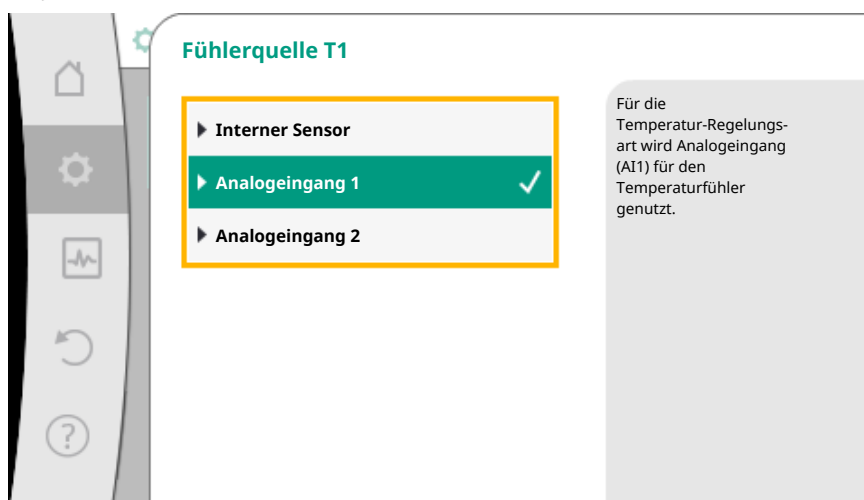 Fühlerquelle T1
Interner Sensor
Analogeingang 1
Analogeingang 2
Für die
Temperatur-Regelungs-
art wird Analogeingang
(AI1) für den
Temperaturfühler
genutzt.
?